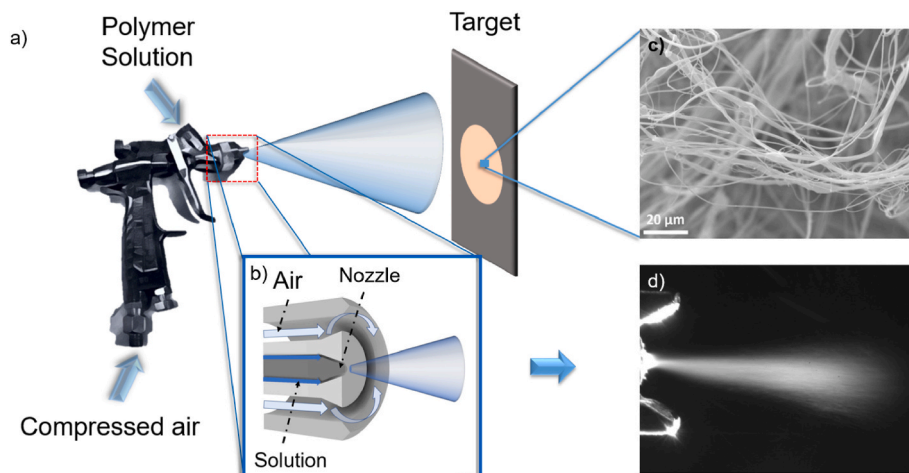 a)
Polymer
Solution
Compressed air
Target
b)
Air
Nozzle
Solution
c)
20 μm
d)